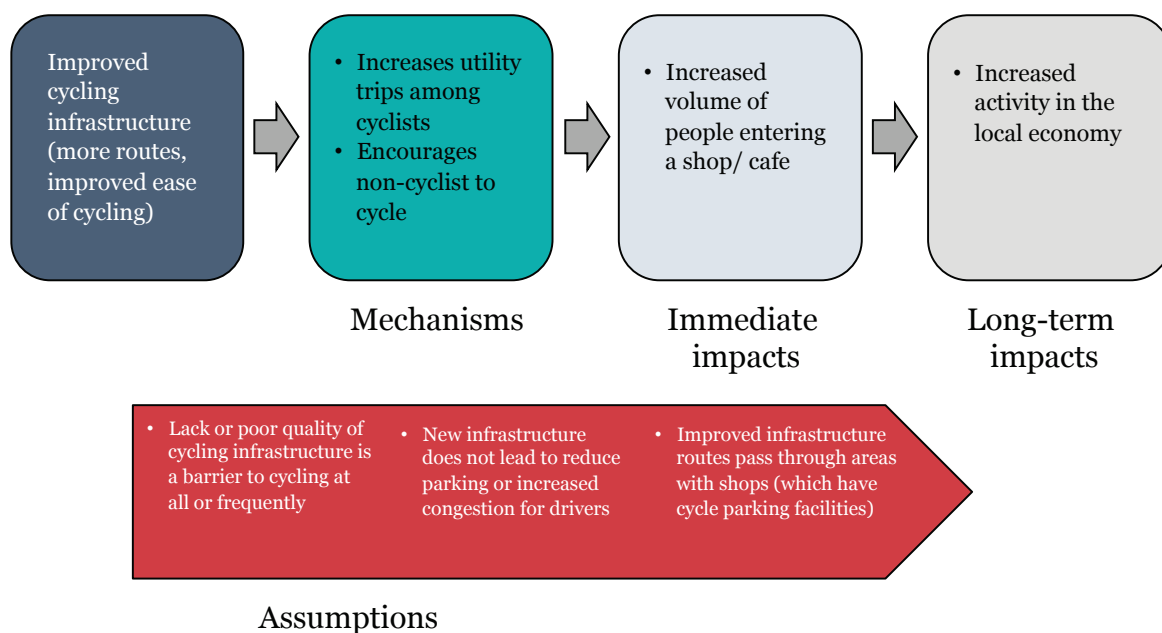 Improved
cycling
infrastructure
(more routes,
improved ease
of cycling)
• Increases utility
trips among
cyclists
• Encourages
non-cyclist to
cycle
• Increased
volume of
people entering
a shop/ cafe
• Increased
activity in the
local economy
Mechanisms
Immediate
impacts
Long-term
impacts
• Lack or poor quality of
cycling infrastructure is
a barrier to cycling at
all or frequently
• New infrastructure
does not lead to reduce
parking or increased
congestion for drivers
• Improved infrastructure
routes pass through areas
with shops (which have
cycle parking facilities)
Assumptions